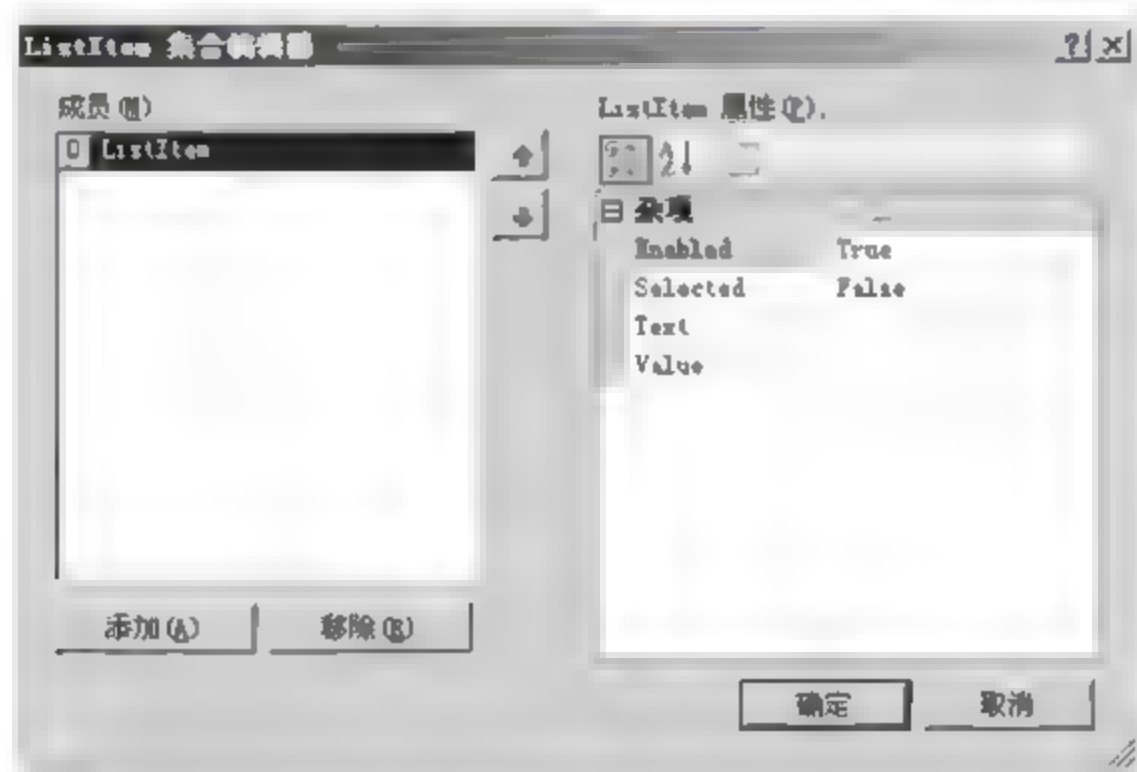 ListItem 集合编辑器
成员(M)
0 ListItem
添加(A) 移除(R)
ListItem 属性(P).
杂项
Enabled True
Selected False
Text
Value
确定 取消